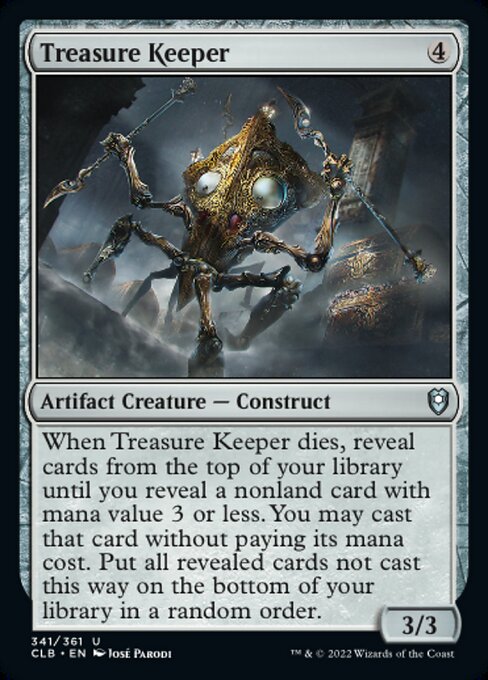 Treasure Keeper 4
Artifact Creature — Construct
When Treasure Keeper dies, reveal
cards from the top of your library
until you reveal a nonland card with
mana value 3 or less. You may cast
that card without paying its mana
cost. Put all revealed cards not cast
this way on the bottom of your
library in a random order.
3/3
341/361 U
CLB • EN José Parodi
™ & © 2022 Wizards of the Coast